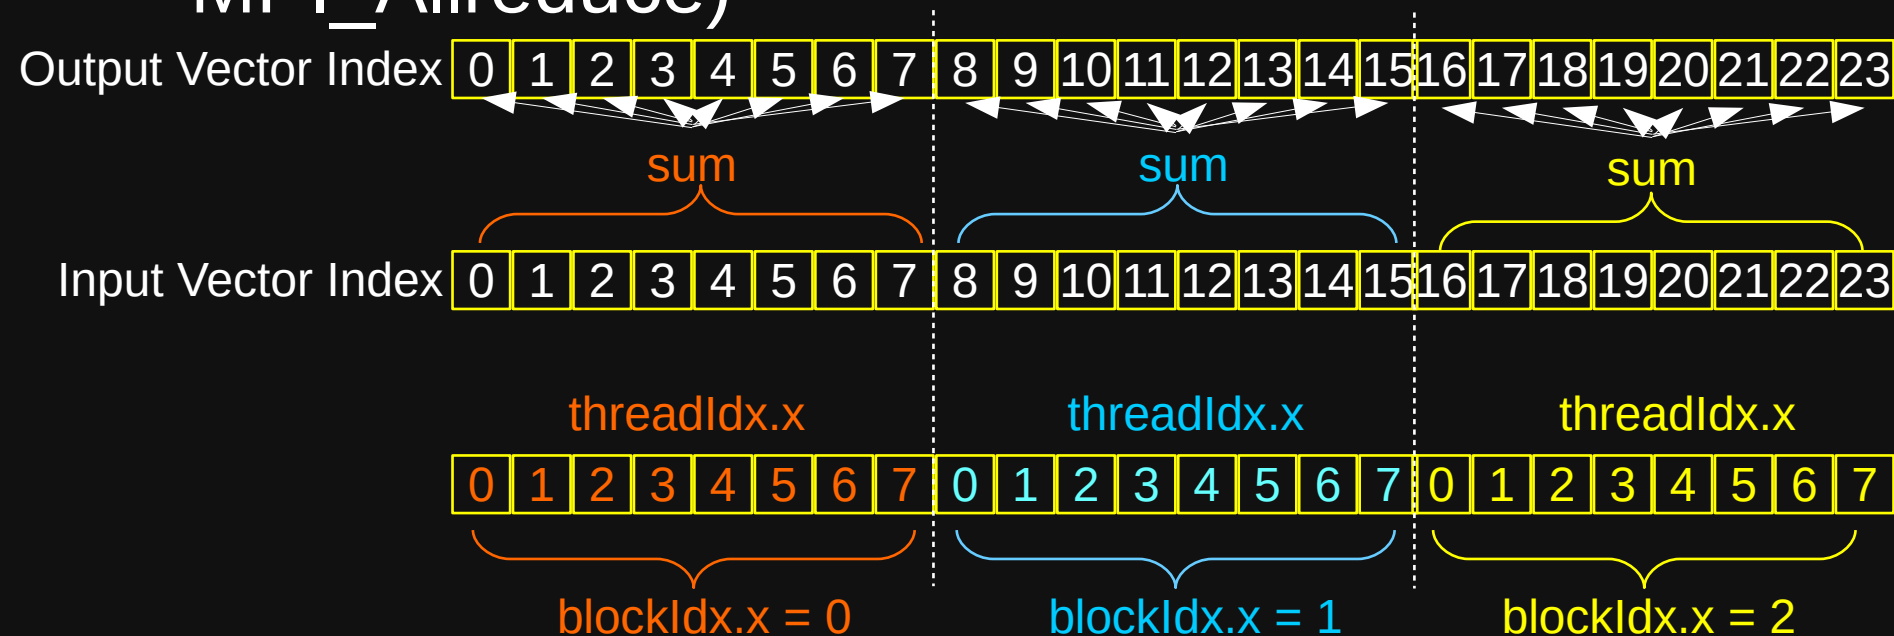 MPI_Allreduce)
Output Vector Index 0 1 2 3 4 5 6 7 8 9 10 11 12 13 14 15 16 17 18 19 20 21 22 23
sum sum sum
Input Vector Index 0 1 2 3 4 5 6 7 8 9 10 11 12 13 14 15 16 17 18 19 20 21 22 23
threadIdx.x threadIdx.x threadIdx.x
0 1 2 3 4 5 6 7 0 1 2 3 4 5 6 7 0 1 2 3 4 5 6 7
blockIdx.x = 0 blockIdx.x = 1 blockIdx.x = 2